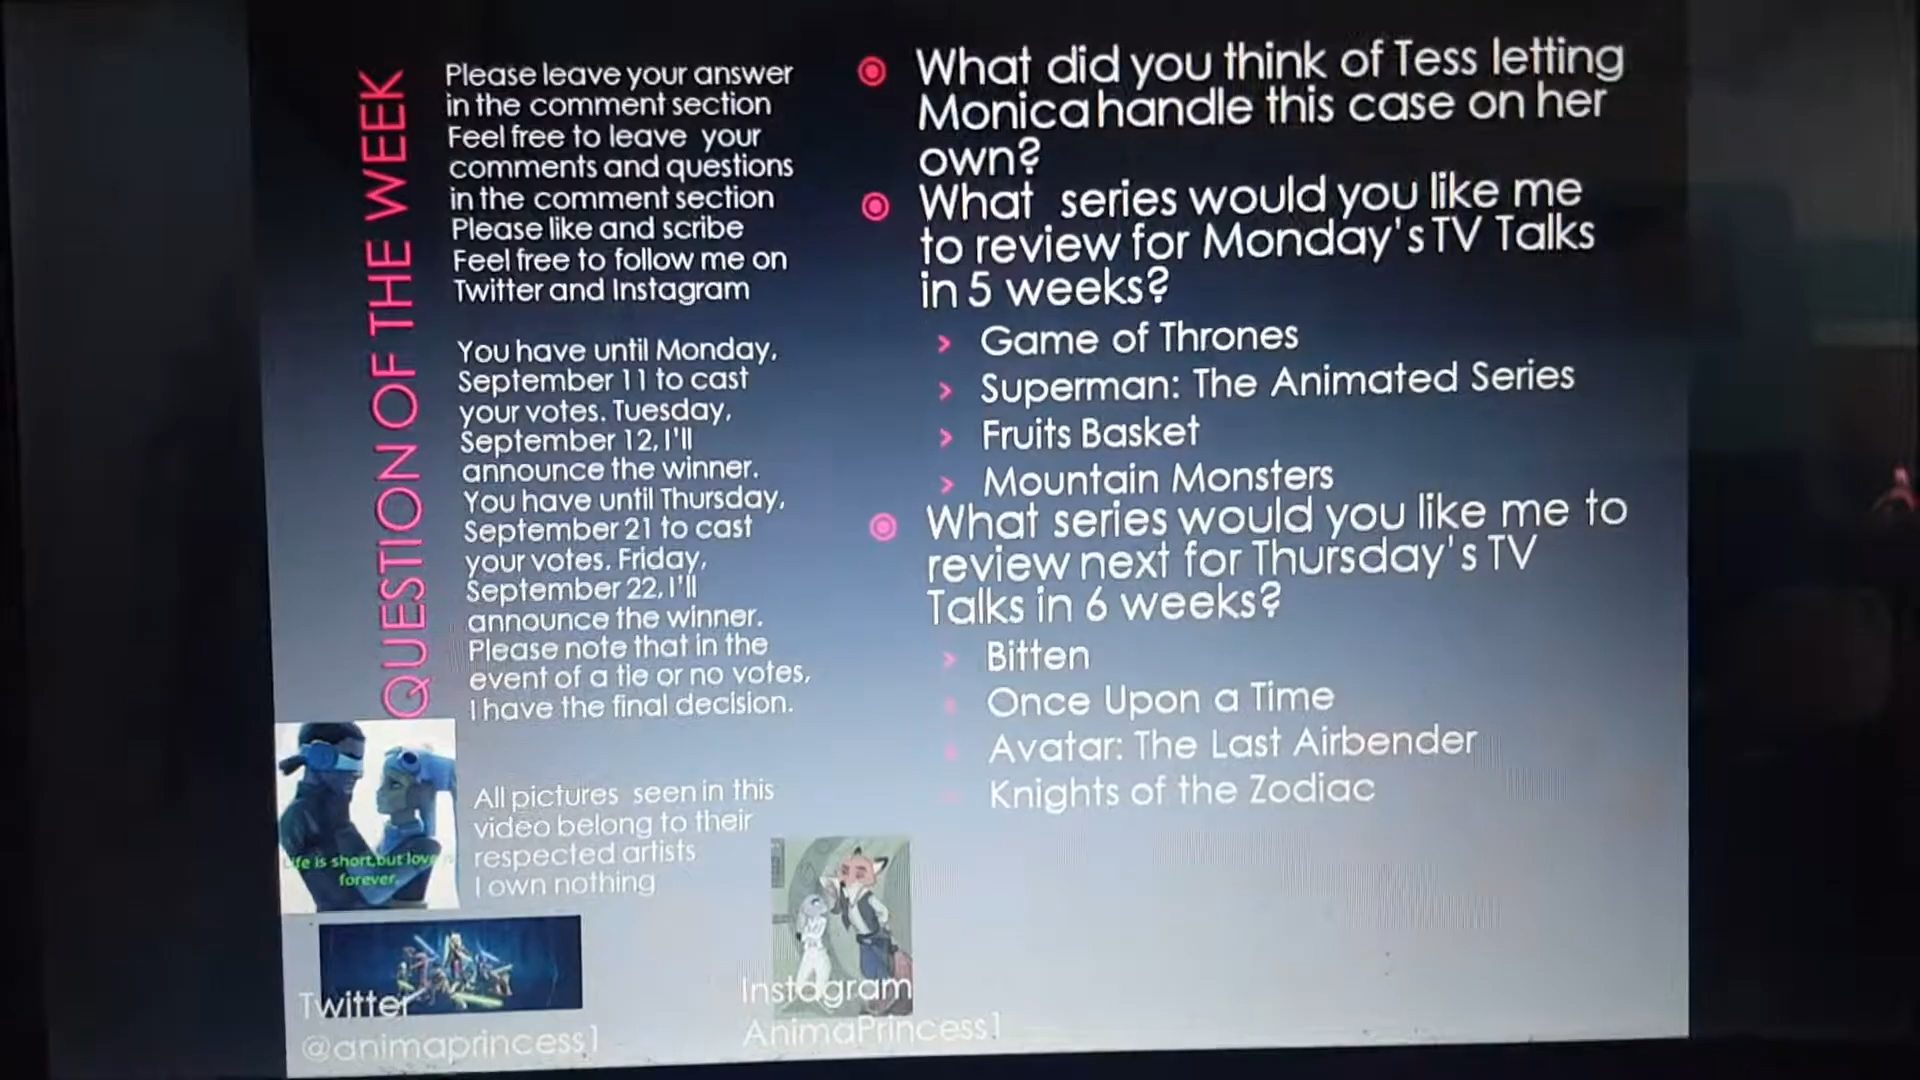 QUESTION OF THE WEEK
Please leave your answer
in the comment section
Feel free to leave your
comments and questions
in the comment section
Please like and scribe
Feel free to follow me on
Twitter and Instagram
You have until Monday,
September 11 to cast
your votes. Tuesday,
September 12, I'll
announce the winner.
You have until Thursday,
September 21 to cast
your votes. Friday,
September 22, I'll
announce the winner.
Please note that in the
event of a tie or no votes,
I have the final decision.
All pictures seen in this
video belong to their
respected artists
I own nothing
life is short, but love is
forever.
Twitter
@animaprincess1
Instagram
AnimaPrincess1
What did you think of Tess letting
Monica handle this case on her
own?
What series would you like me
to review for Monday's TV Talks
in 5 weeks?
Game of Thrones
Superman: The Animated Series
Fruits Basket
Mountain Monsters
What series would you like me to
review next for Thursday's TV
Talks in 6 weeks?
Bitten
Once Upon a Time
Avatar: The Last Airbender
Knights of the Zodiac